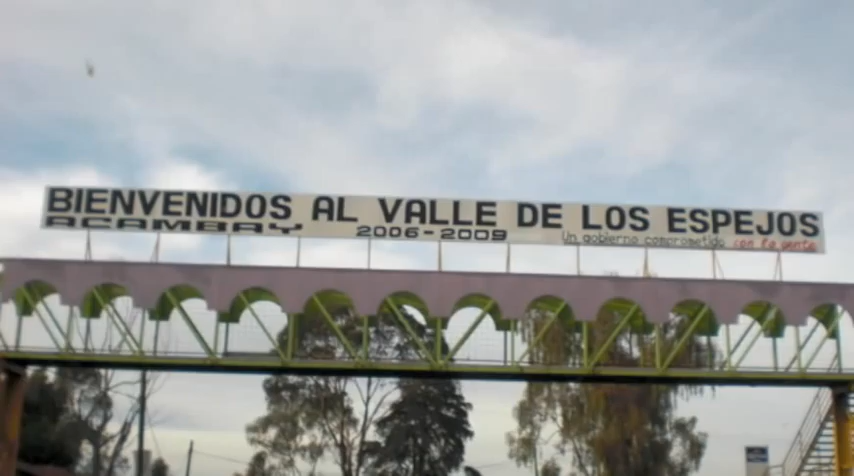 BIENVENIDOS AL VALLE DE LOS ESPEJOS
ACAMBAY 2006-2009 Un gobierno comprometido con la gente